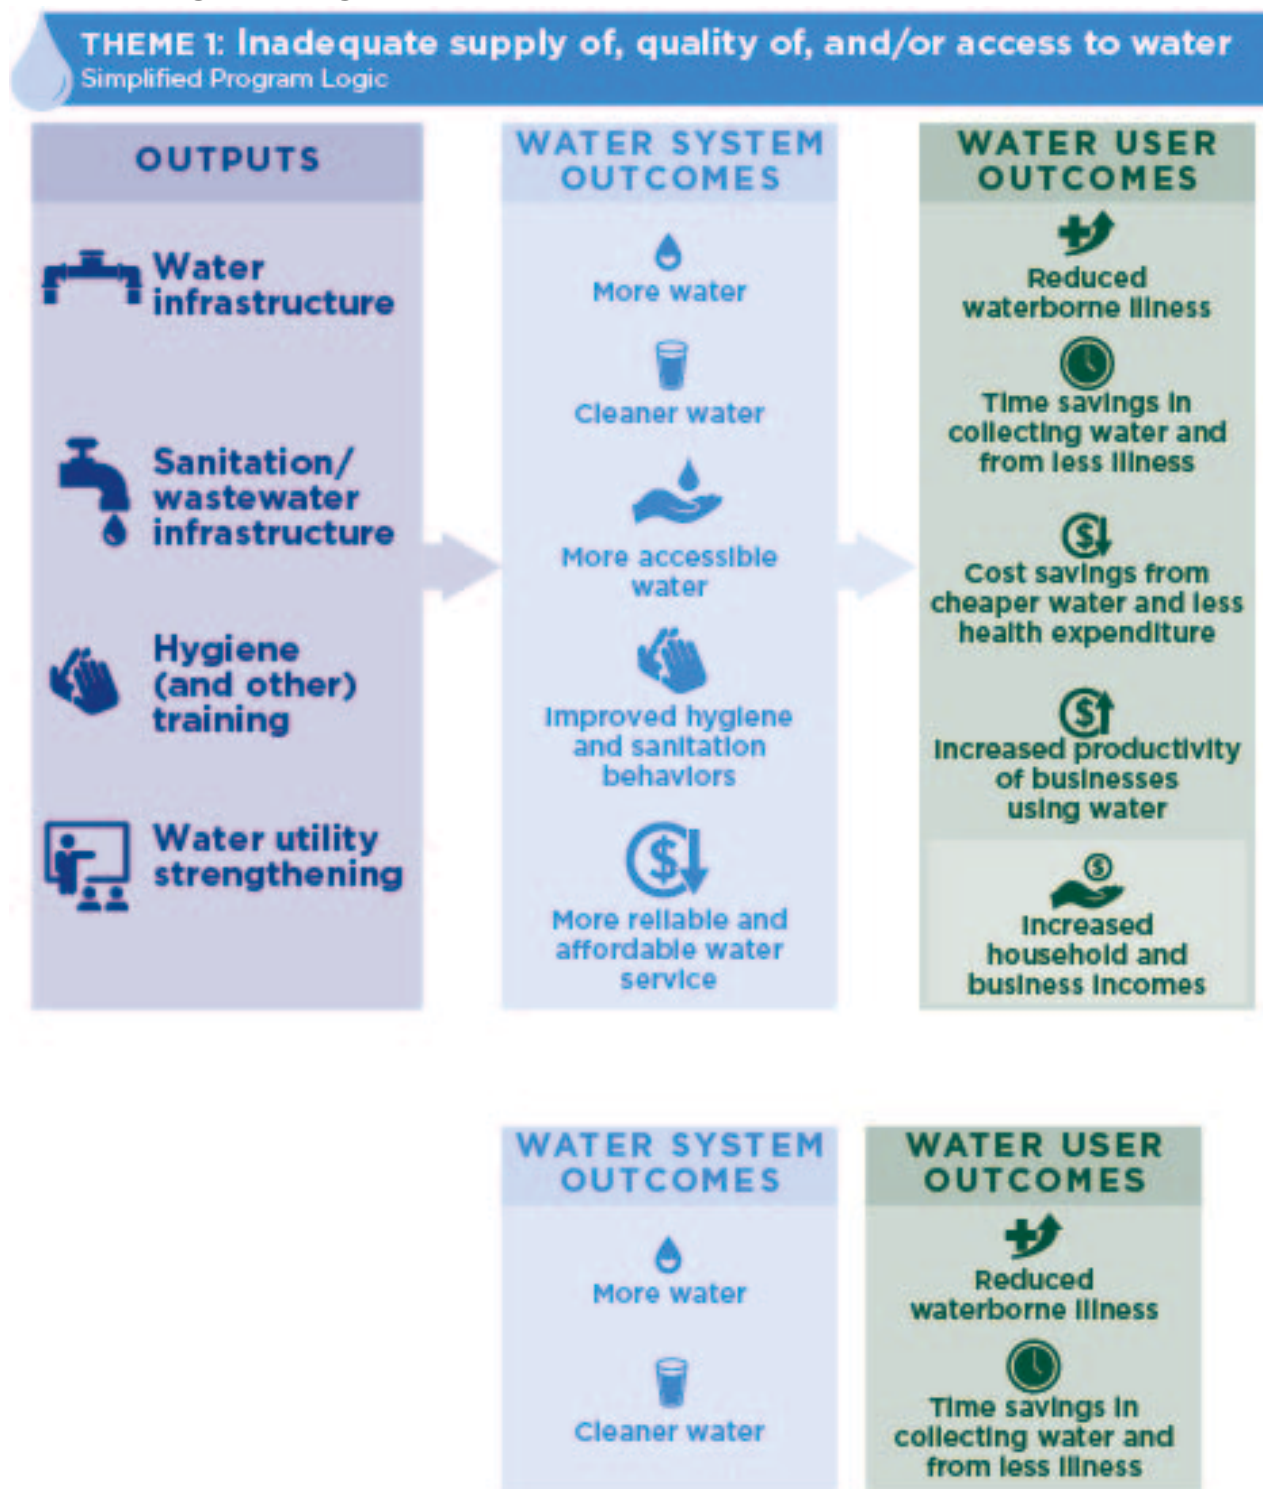 THEME 1: Inadequate supply of, quality of, and/or access to water
Simplified Program Logic
OUTPUTS
Water
infrastructure
Sanitation/
wastewater
infrastructure
Hygiene
(and other)
training
Water utility
strengthening
WATER SYSTEM
OUTCOMES
More water
Cleaner water
More accessible
water
Improved hygiene
and sanitation
behaviors
More reliable and
affordable water
service
WATER USER
OUTCOMES
Reduced
waterborne illness
Time savings in
collecting water and
from less illness
Cost savings from
cheaper water and less
health expenditure
Increased productivity
of businesses
using water
Increased
household and
business incomes
WATER SYSTEM
OUTCOMES
More water
Cleaner water
WATER USER
OUTCOMES
Reduced
waterborne illness
Time savings in
collecting water and
from less illness